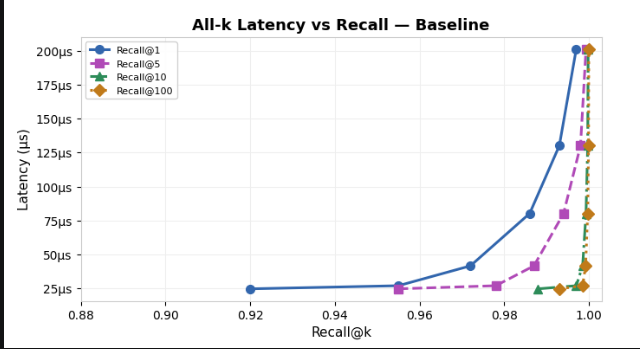 All-k Latency vs Recall — Baseline
Latency (μs)
200μs
175μs
150μs
125μs
100μs
75μs
50μs
25μs
Recall@1
Recall@5
Recall@10
Recall@100
0.88 0.90 0.92 0.94 0.96 0.98 1.00
Recall@k